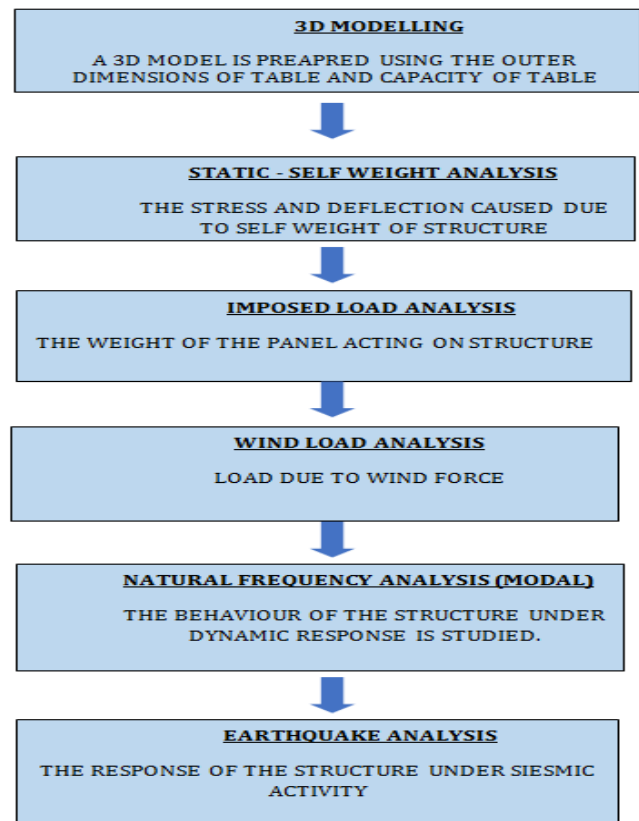 3D MODELLING
A 3D MODEL IS PREAPRED USING THE OUTER
DIMENSIONS OF TABLE AND CAPACITY OF TABLE
STATIC - SELF WEIGHT ANALYSIS
THE STRESS AND DEFLECTION CAUSED DUE
TO SELF WEIGHT OF STRUCTURE
IMPOSED LOAD ANALYSIS
THE WEIGHT OF THE PANEL ACTING ON STRUCTURE
WIND LOAD ANALYSIS
LOAD DUE TO WIND FORCE
NATURAL FREQUENCY ANALYSIS (MODAL)
THE BEHAVIOUR OF THE STRUCTURE UNDER
DYNAMIC RESPONSE IS STUDIED.
EARTHQUAKE ANALYSIS
THE RESPONSE OF THE STRUCTURE UNDER SIESMIC
ACTIVITY